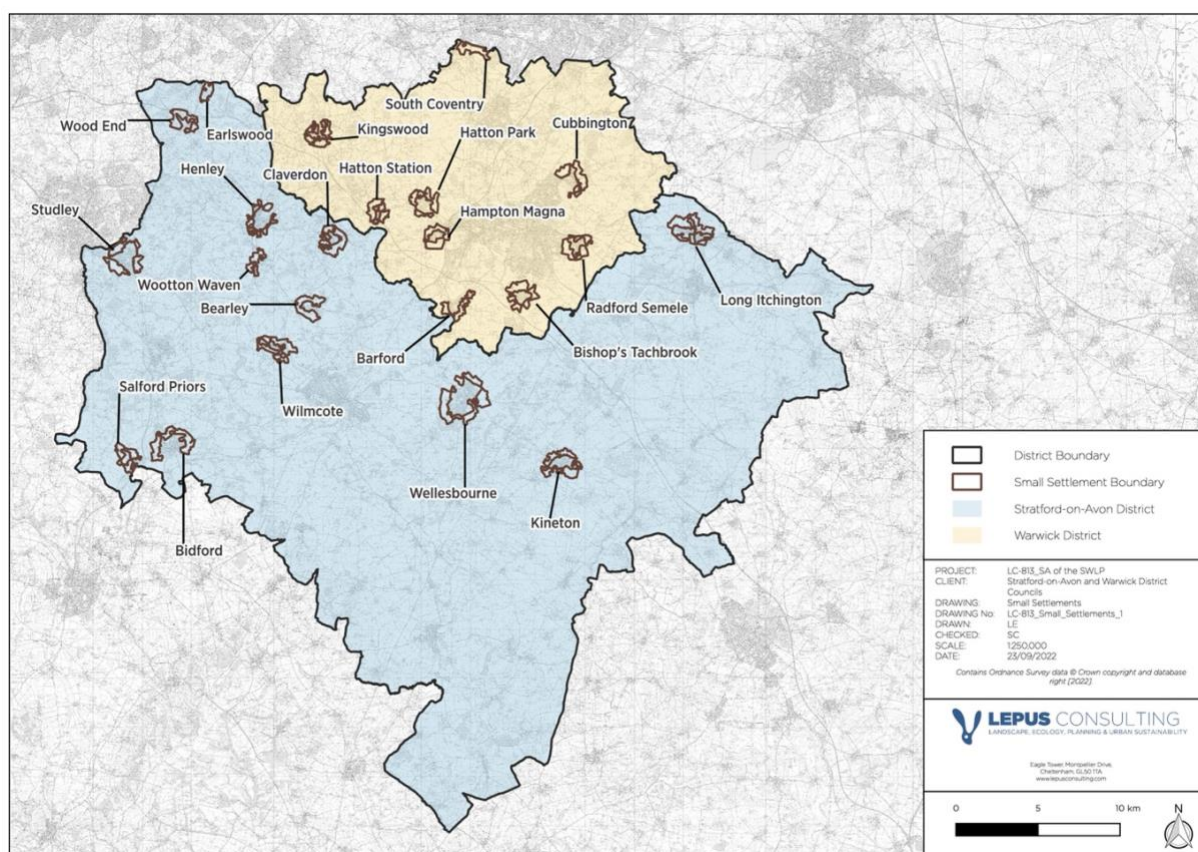 South Coventry
Wood End
Earlswood
Kingswood
Hatton Park
Cubbington
Henley
Claverdon
Hatton Station
Studley
Hampton Magna
Wootton Waven
Bearley
Radford Semele
Long Itchington
Barford
Bishop's Tachbrook
Salford Priors
Wilmcote
Wellesbourne
Kineton
Bidford
District Boundary
Small Settlement Boundary
Stratford-on-Avon District
Warwick District
PROJECT: LC-813_SA of the SWLP
CLIENT: Stratford-on-Avon and Warwick District
Councils
DRAWING: Small Settlements
DRAWING No: LC-813_Small_Settlements_1
DRAWN: LE
CHECKED: SC
SCALE: 1:250,000
DATE: 23/09/2022
Contains Ordnance Survey data © Crown copyright and database
right [2022]
LEPUS CONSULTING
LANDSCAPE, ECOLOGY, PLANNING & URBAN SUSTAINABILITY
Eagle Tower, Montpellier Drive,
Cheltenham, GL50 1TA
www.lepusconsulting.com
0 5 10 km
N